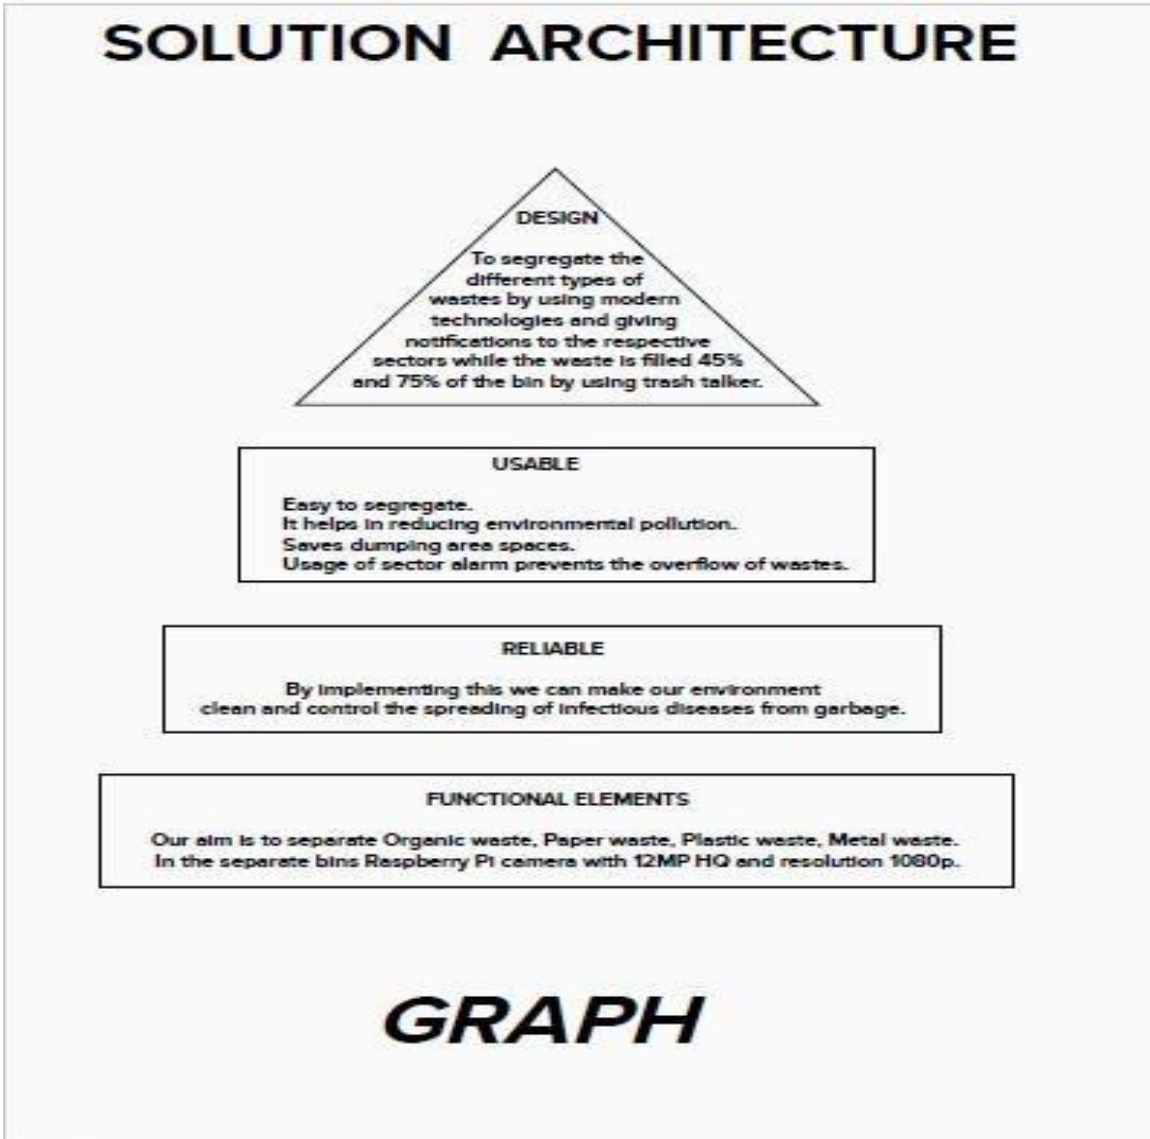 SOLUTION ARCHITECTURE
DESIGN
To segregate the
different types of
wastes by using modern
technologies and giving
notifications to the respective
sectors while the waste is filled 45%
and 75% of the bin by using trash talker.
USABLE
Easy to segregate.
It helps in reducing environmental pollution.
Saves dumping area spaces.
Usage of sector alarm prevents the overflow of wastes.
RELIABLE
By implementing this we can make our environment
clean and control the spreading of infectious diseases from garbage.
FUNCTIONAL ELEMENTS
Our aim is to separate Organic waste, Paper waste, Plastic waste, Metal waste.
In the separate bins Raspberry Pi camera with 12MP HQ and resolution 1080p.
GRAPH